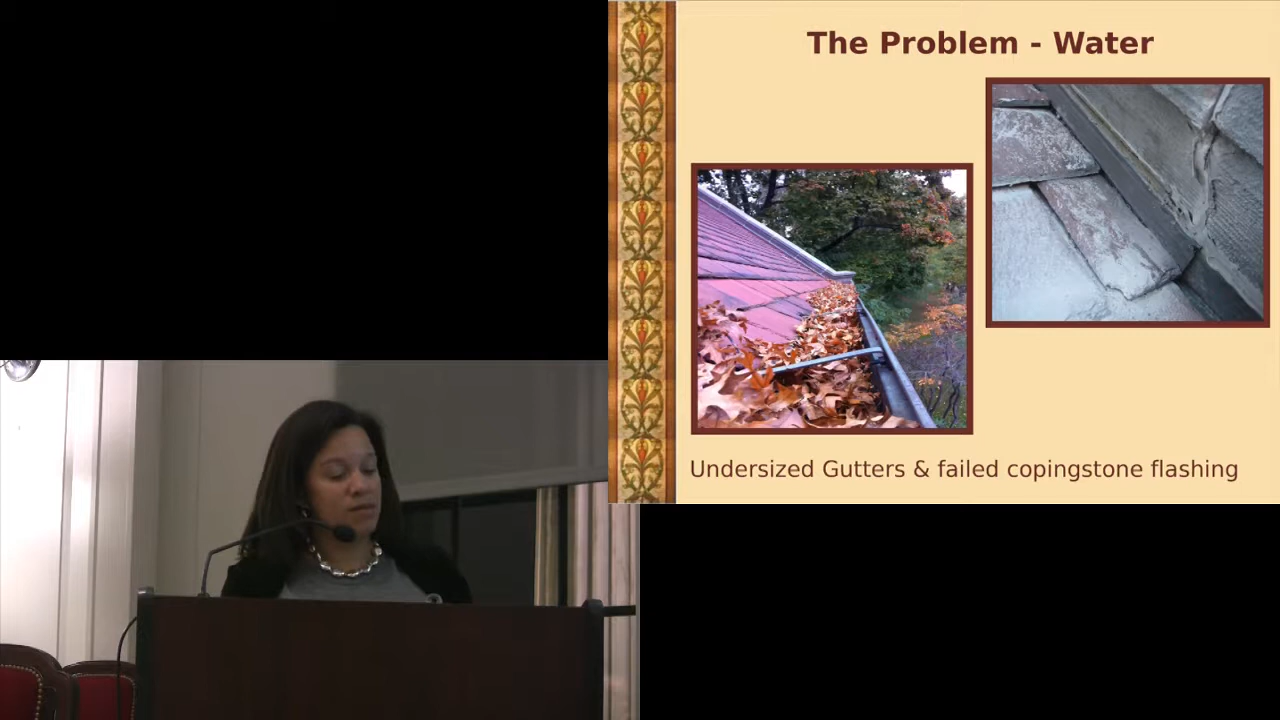 The Problem - Water
Undersized Gutters & failed copingstone flashing